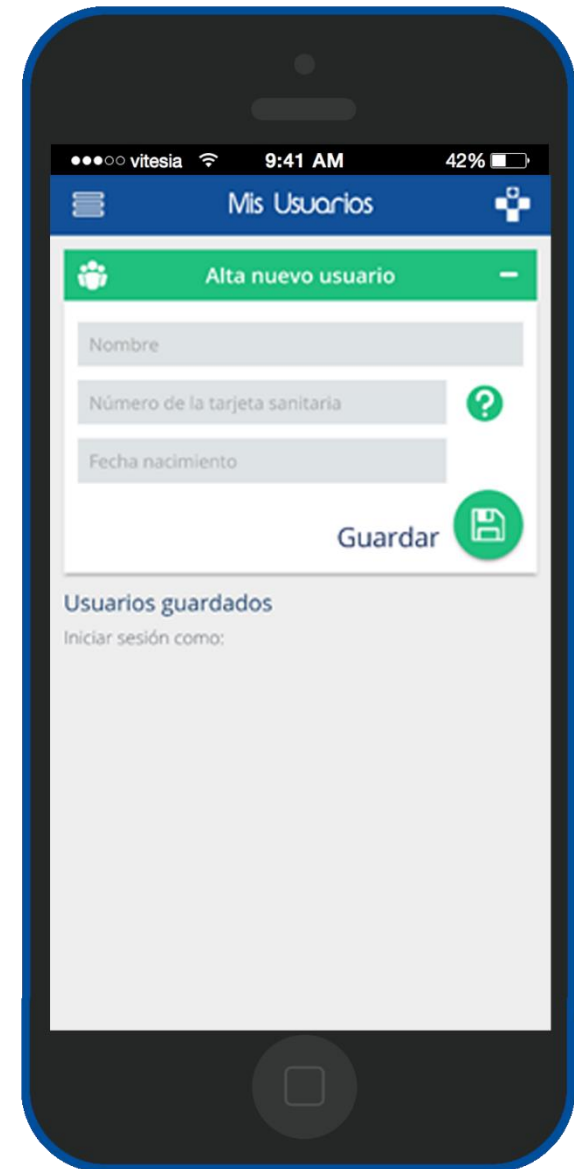 vitesia 9:41 AM 42%
Mis Usuarios
Alta nuevo usuario
Nombre
Número de la tarjeta sanitaria
?
Fecha nacimiento
Guardar
Usuarios guardados
Iniciar sesión como: